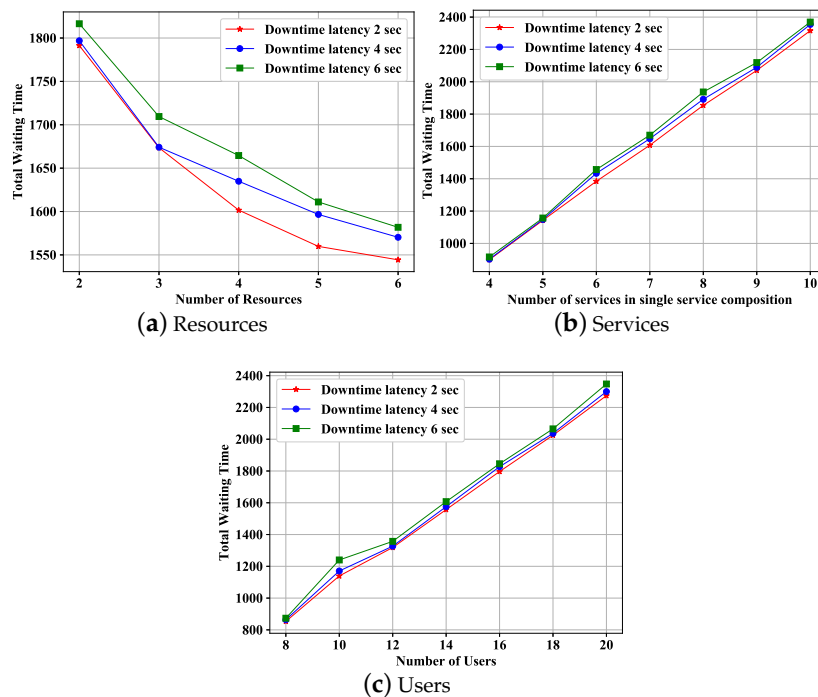 Downtime latency 2 sec
Downtime latency 4 sec
Downtime latency 6 sec
1800
1750
1700
1650
1600
1550
Total Waiting Time
2 3 4 5 6
Number of Resources
(a) Resources
Downtime latency 2 sec
Downtime latency 4 sec
Downtime latency 6 sec
2400
2200
2000
1800
1600
1400
1200
1000
Total Waiting Time
4 5 6 7 8 9 10
Number of services in single service composition
(b) Services
Downtime latency 2 sec
Downtime latency 4 sec
Downtime latency 6 sec
2400
2200
2000
1800
1600
1400
1200
1000
800
Total Waiting Time
8 10 12 14 16 18 20
Number of Users
(c) Users